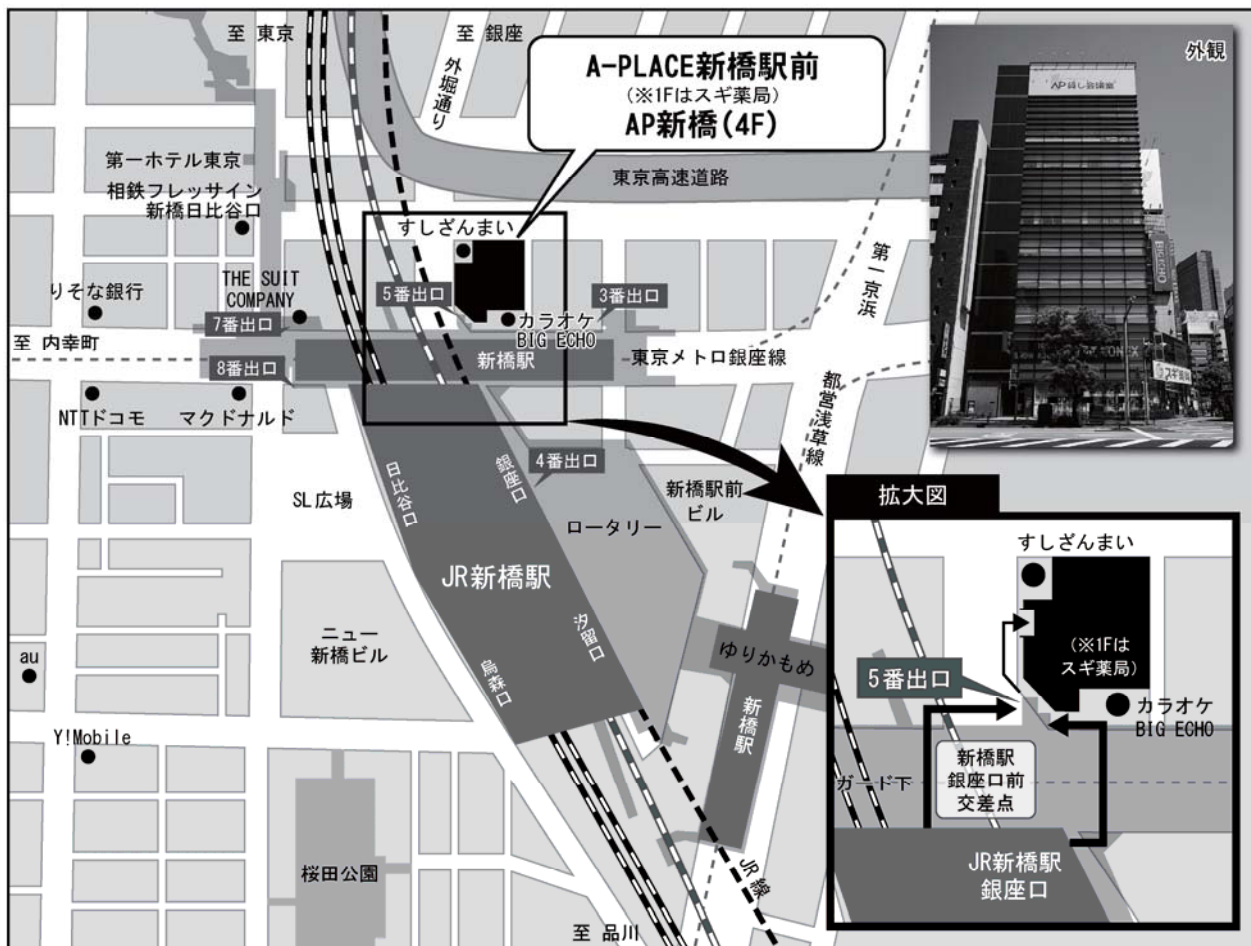 至 東京
至 銀座
外堀通り
A-PLACE新橋駅前
(※1Fはスギ薬局)
AP新橋(4F)
外観
AP 貸し会議室
第一ホテル東京
相鉄フレッサイン
新橋日比谷口
東京高速道路
すしざんまい
りそな銀行
THE SUIT
COMPANY
5番出口
3番出口
7番出口
カラオケ
BIG ECHO
第一京浜
至 内幸町
8番出口
新橋駅
東京メトロ銀座線
NTTドコモ
マクドナルド
都営浅草線
BIG ECHO
スギ薬局
日比谷口
銀座口
4番出口
新橋駅前
ビル
SL広場
ロータリー
JR新橋駅
汐留口
烏森口
ニュー
新橋ビル
ゆりかもめ
新橋駅
au
Y!Mobile
桜田公園
JR線
至 品川
拡大図
すしざんまい
(※1Fは
スギ薬局)
5番出口
カラオケ
BIG ECHO
新橋駅
銀座口前
交差点
ガード下
JR新橋駅
銀座口